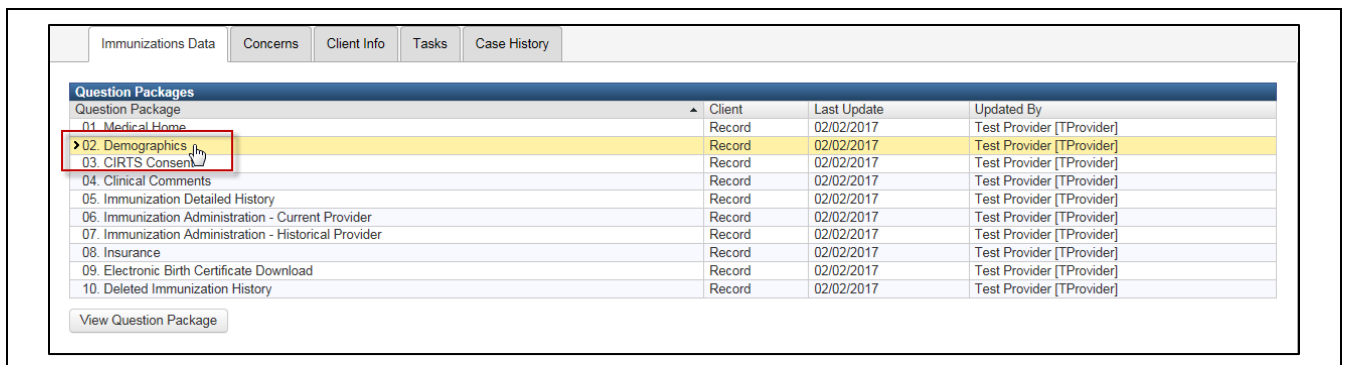 Immunizations Data Concerns Client Info Tasks Case History
Question Packages
Question Package Client Last Update Updated By
01. Medical Home Record 02/02/2017 Test Provider [TProvider]
02. Demographics Record 02/02/2017 Test Provider [TProvider]
03. CIRTS Consent Record 02/02/2017 Test Provider [TProvider]
04. Clinical Comments Record 02/02/2017 Test Provider [TProvider]
05. Immunization Detailed History Record 02/02/2017 Test Provider [TProvider]
06. Immunization Administration - Current Provider Record 02/02/2017 Test Provider [TProvider]
07. Immunization Administration - Historical Provider Record 02/02/2017 Test Provider [TProvider]
08. Insurance Record 02/02/2017 Test Provider [TProvider]
09. Electronic Birth Certificate Download Record 02/02/2017 Test Provider [TProvider]
10. Deleted Immunization History Record 02/02/2017 Test Provider [TProvider]
View Question Package